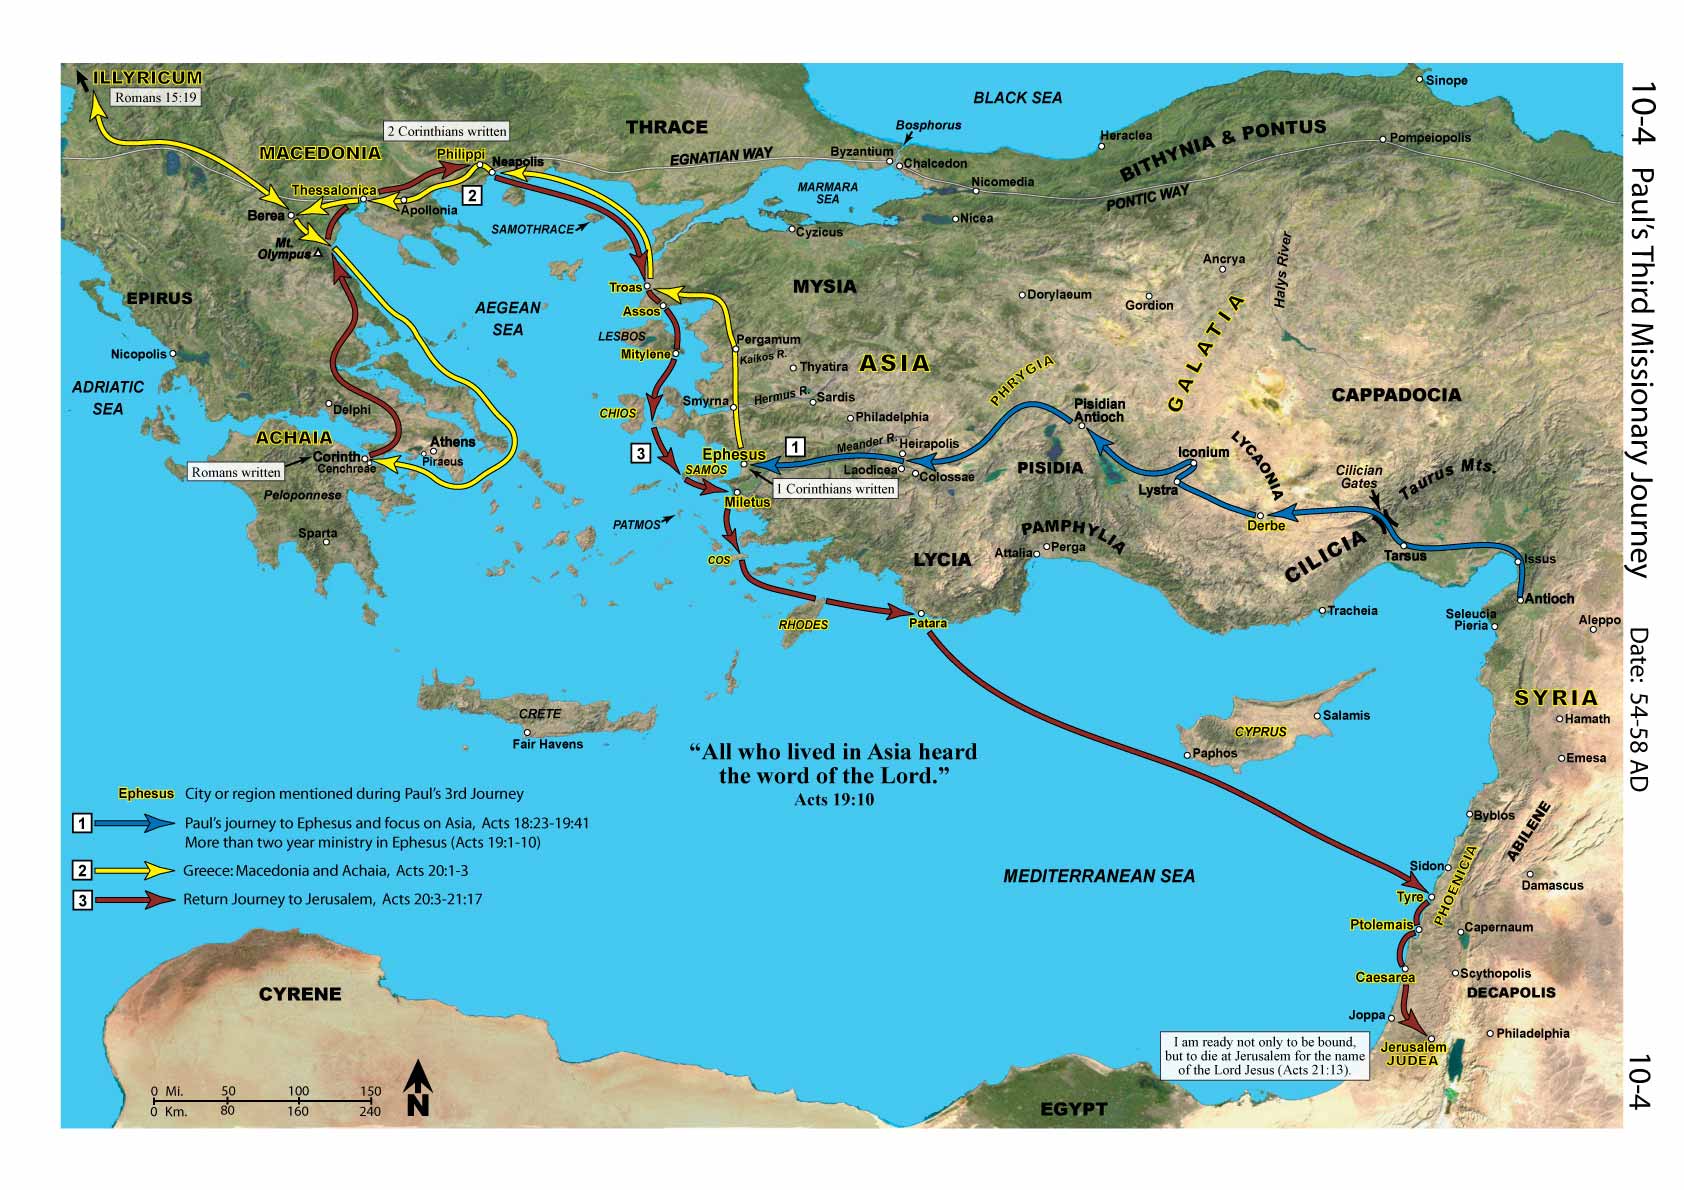 ILLYRICUM
Romans 15:19
BLACK SEA
Sinope
2 Corinthians written
THRACE
Bosphorus
Heraclea
BITHYNIA & PONTUS
Pompeiopolis
MACEDONIA
Philippi
Neapolis
EGNATIAN WAY
Byzantium
Chalcedon
Nicomedia
PONTIC WAY
Thessalonica
2
MARMARA
SEA
Berea
Apollonia
Nicea
SAMOTHRACE
Cyzicus
Mt.
Olympus
Halys River
Ancrya
EPIRUS
Troas
MYSIA
Dorylaeum
Gordion
AEGEAN
SEA
Assos
GALATIA
LESBOS
Pergamum
Nicopolis
Mitylene
Kaikos R.
ASIA
Thyatira
PHRYGIA
ADRIATIC
SEA
CAPPADOCIA
Delphi
CHIOS
Smyrna
Hermus R.
Sardis
Pisidian
Antioch
Philadelphia
ACHAIA
Athens
Piraeus
Corinth
Cenchreae
3
Ephesus
1
Meander R.
Heirapolis
LYCAONIA
Iconium
Romans written
SAMOS
Laodicea
Colossae
PISIDIA
Cilician
Gates
Taurus Mts.
Peloponnese
Miletus
1 Corinthians written
Lystra
PATMOS
Derbe
Sparta
PAMPHYLIA
COS
LYCIA
Attalia
Perga
CILICIA
Tarsus
Issus
RHODES
Patara
Tracheia
Antioch
Seleucia
Pieria
Aleppo
SYRIA
CRETE
Fair Havens
CYPRUS
Salamis
Paphos
Hamath
Emesa
“All who lived in Asia heard
the word of the Lord.”
Acts 19:10
Ephesus City or region mentioned during Paul's 3rd Journey
1 Paul's journey to Ephesus and focus on Asia, Acts 18:23-19:41
More than two year ministry in Ephesus (Acts 19:1-10)
2 Greece: Macedonia and Achaia, Acts 20:1-3
3 Return Journey to Jerusalem, Acts 20:3-21:17
Byblos
ABILENE
MEDITERRANEAN SEA
Sidon
PHOENICIA
Damascus
Tyre
Ptolemais
Capernaum
Caesarea
Scythopolis
DECAPOLIS
CYRENE
Joppa
Philadelphia
I am ready not only to be bound,
but to die at Jerusalem for the name
of the Lord Jesus (Acts 21:13).
Jerusalem
JUDEA
0 Mi. 50 100 150
0 Km. 80 160 240
N
EGYPT
10-4 Paul's Third Missionary Journey Date: 54-58 AD 10-4